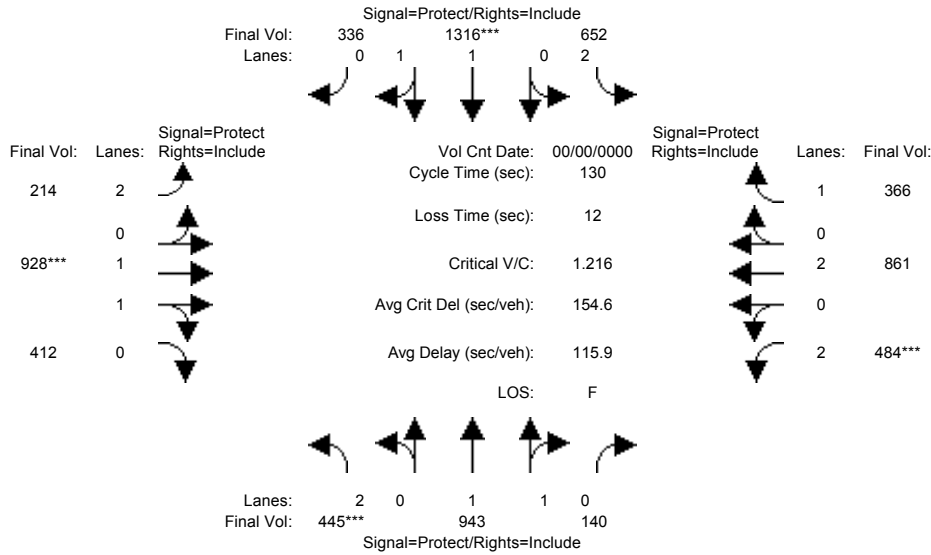 Signal=Protect/Rights=Include
Final Vol: 336 1316*** 652
Lanes: 0 1 1 0 2
Signal=Protect
Final Vol: Lanes: Rights=Include
Vol Cnt Date: 00/00/0000
Signal=Protect
Rights=Include Lanes: Final Vol:
Cycle Time (sec): 130
214 2
1 366
Loss Time (sec): 12
0
0
928*** 1
Critical V/C: 1.216
2 861
1
Avg Crit Del (sec/veh): 154.6
0
412 0
Avg Delay (sec/veh): 115.9
2 484***
LOS: F
Lanes: 2 0 1 1 0
Final Vol: 445*** 943 140
Signal=Protect/Rights=Include